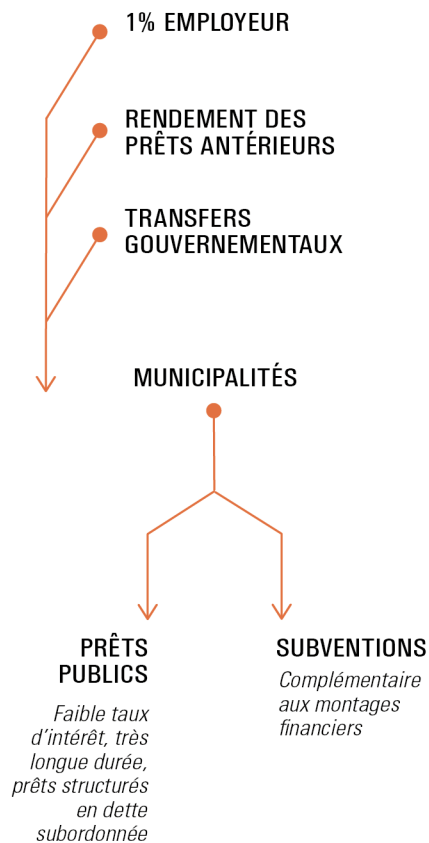 1% EMPLOYEUR
RENDEMENT DES
PRÊTS ANTÉRIEURS
TRANSFERS
GOUVERNEMENTAUX
MUNICIPALITÉS
PRÊTS
PUBLICS
Faible taux
d'intérêt, très
longue durée,
prêts structurés
en dette
subordonnée
SUBVENTIONS
Complémentaire
aux montages
financiers